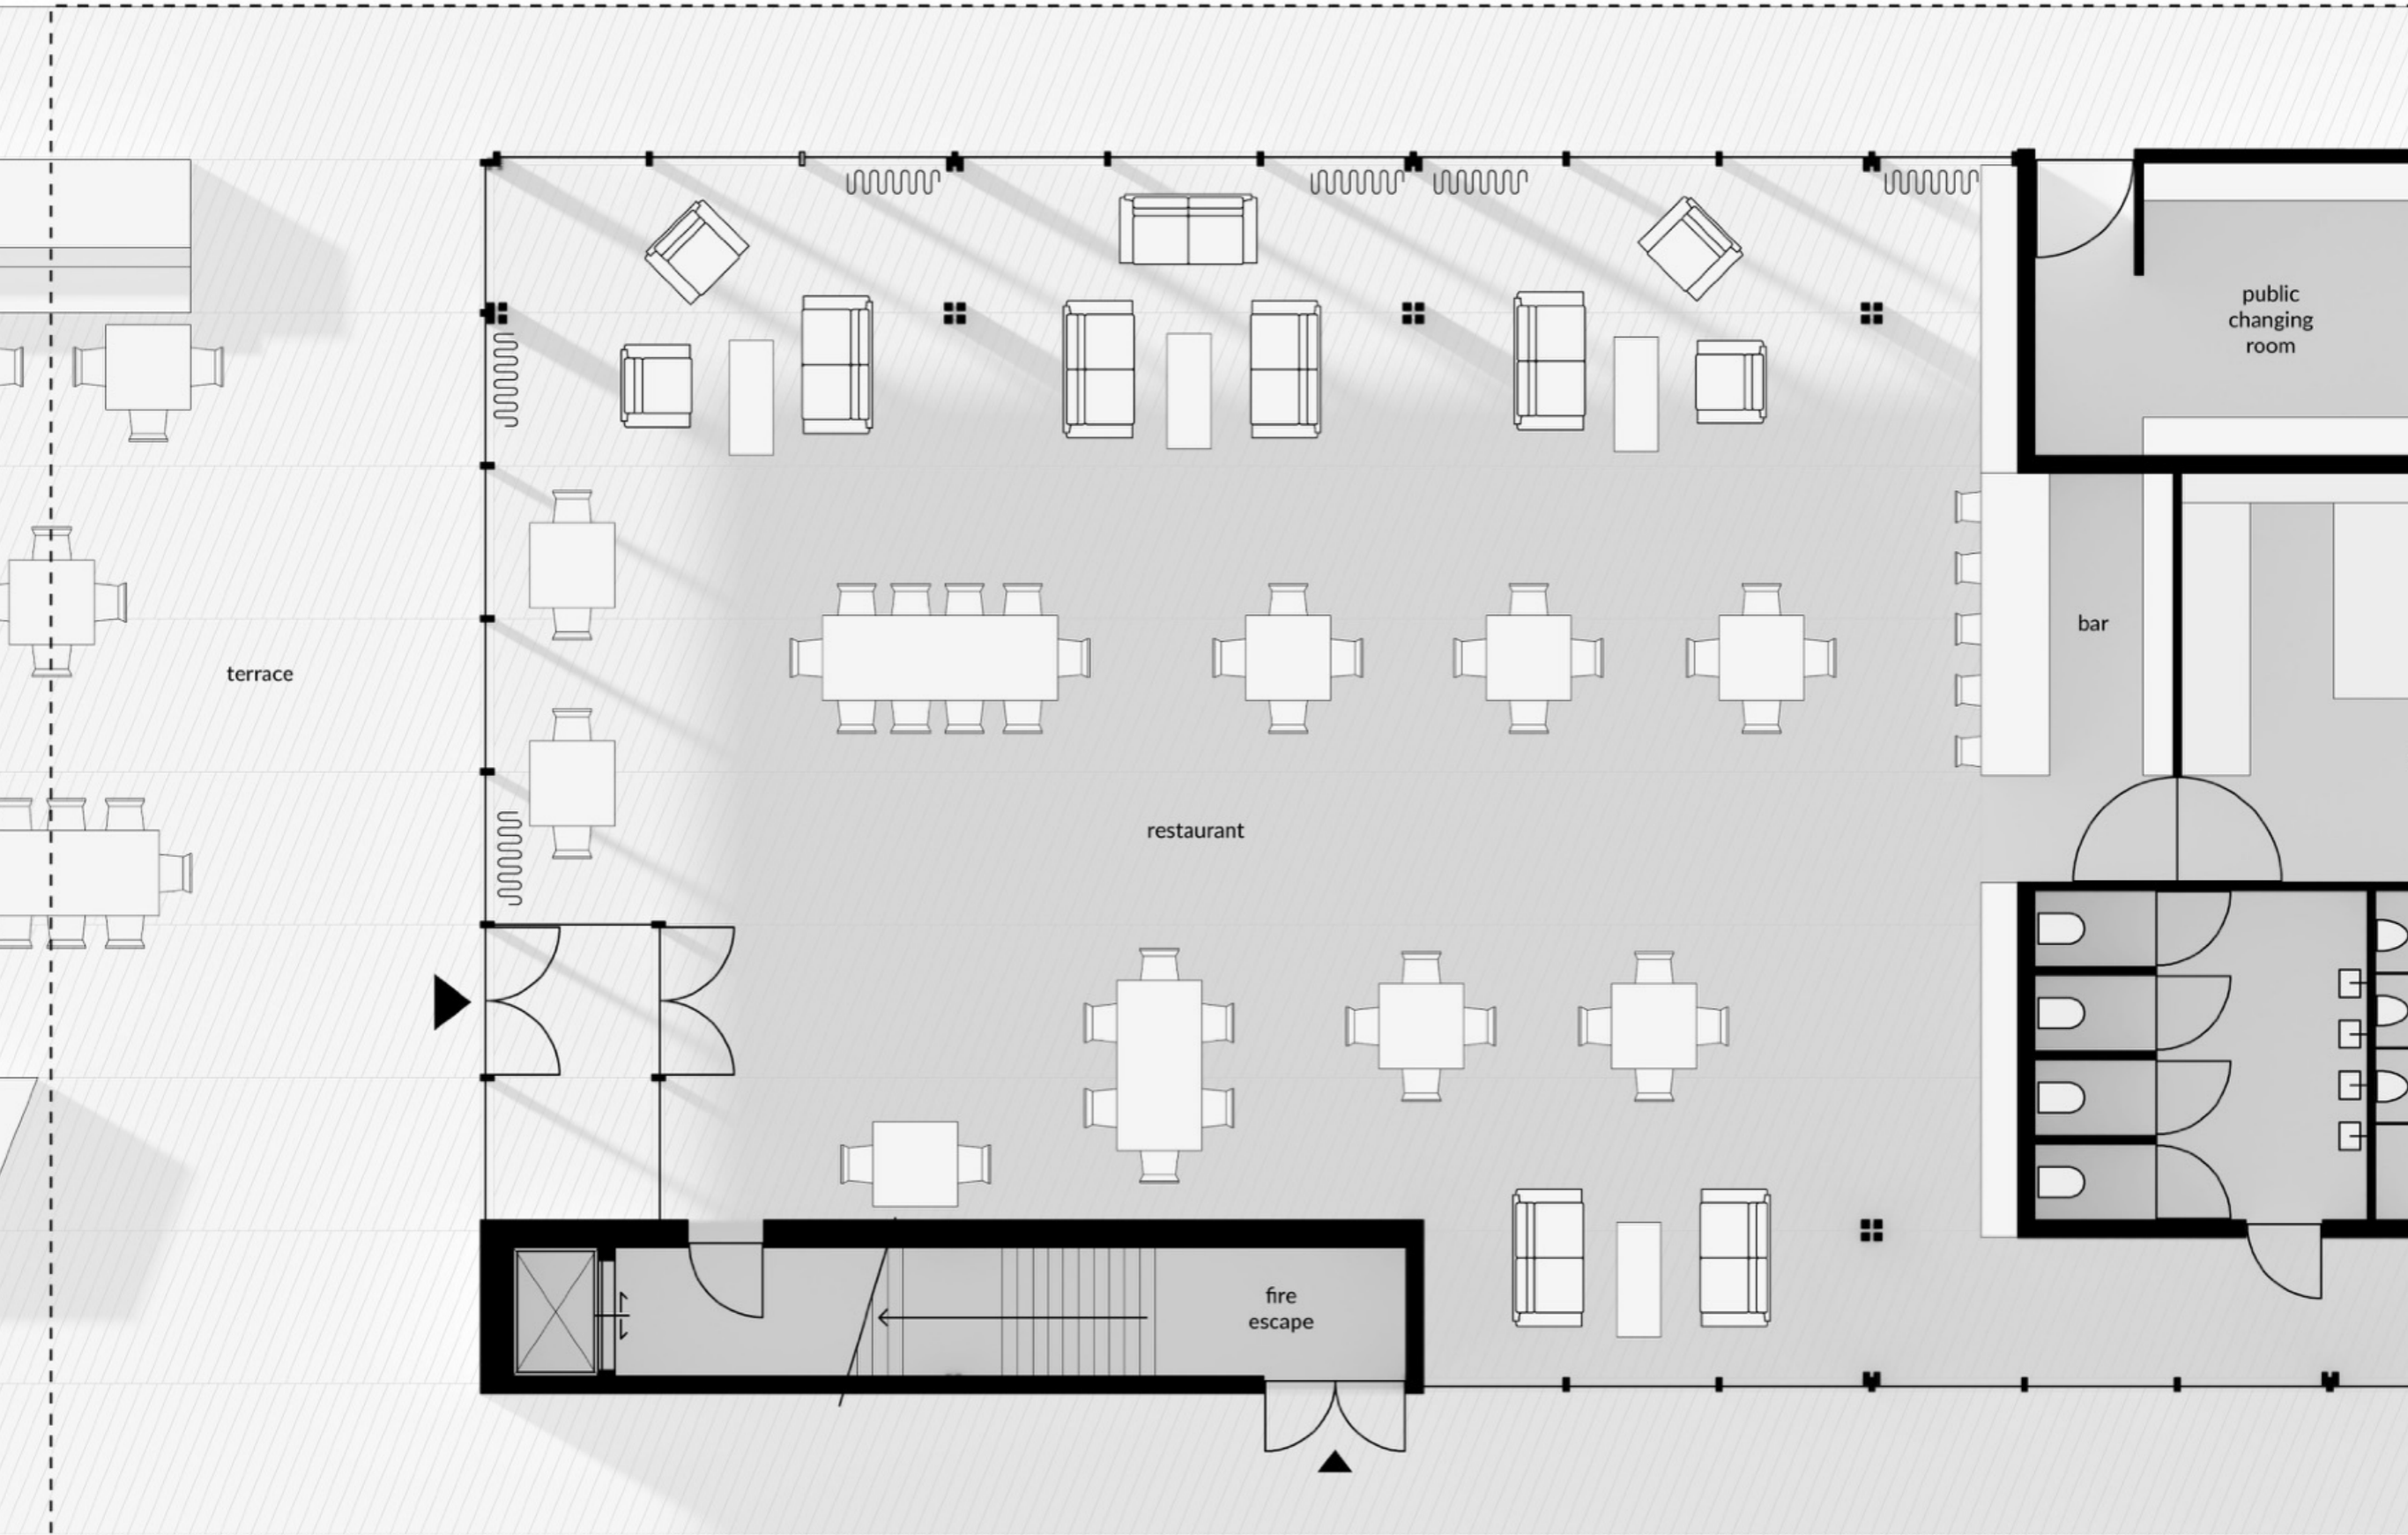 public
changing
room
bar
terrace
restaurant
fire
escape